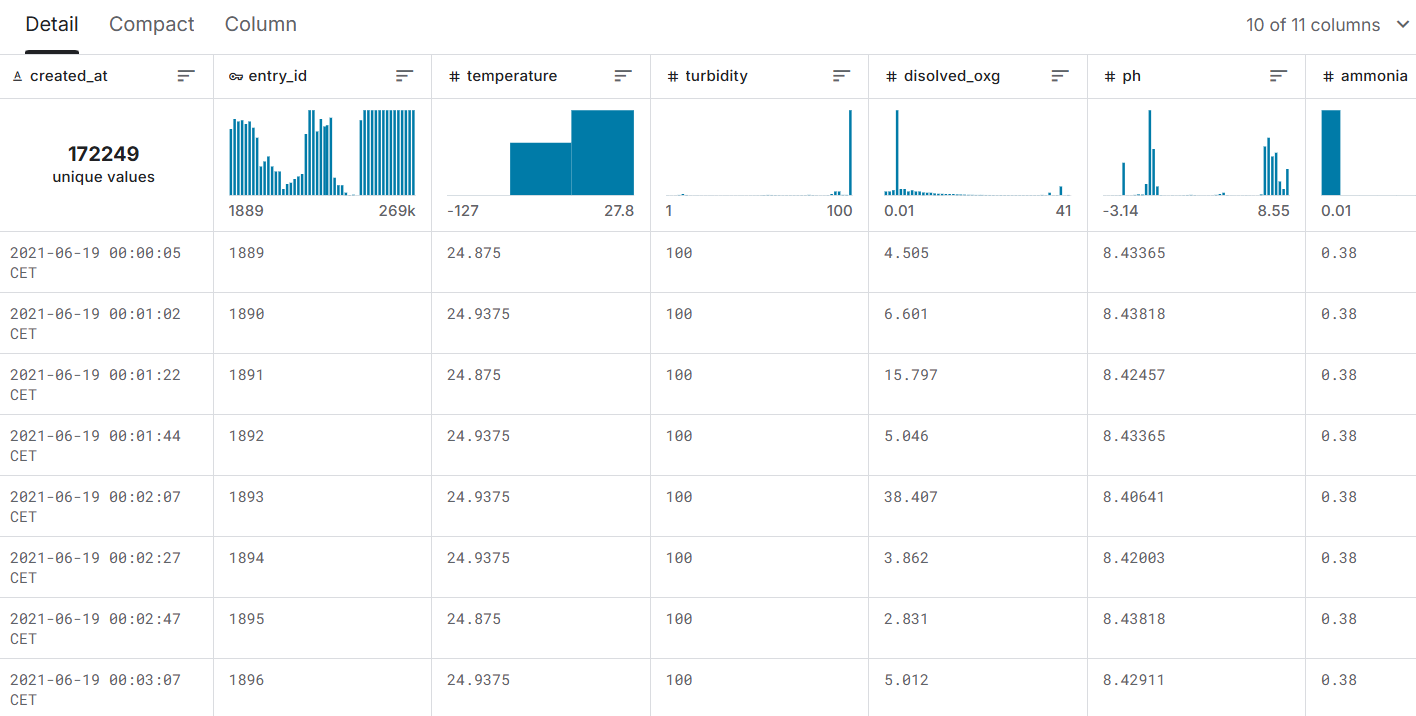 Detail Compact Column 10 of 11 columns
created_at entry_id temperature turbidity disolved_oxg ph ammonia
172249
unique values
1889 269k -127 27.8 1 100 0.01 41 -3.14 8.55 0.01
2021-06-19 00:00:05 1889 24.875 100 4.505 8.43365 0.38
CET
2021-06-19 00:01:02 1890 24.9375 100 6.601 8.43818 0.38
CET
2021-06-19 00:01:22 1891 24.875 100 15.797 8.42457 0.38
CET
2021-06-19 00:01:44 1892 24.9375 100 5.046 8.43365 0.38
CET
2021-06-19 00:02:07 1893 24.9375 100 38.407 8.40641 0.38
CET
2021-06-19 00:02:27 1894 24.9375 100 3.862 8.42003 0.38
CET
2021-06-19 00:02:47 1895 24.875 100 2.831 8.43818 0.38
CET
2021-06-19 00:03:07 1896 24.9375 100 5.012 8.42911 0.38
CET